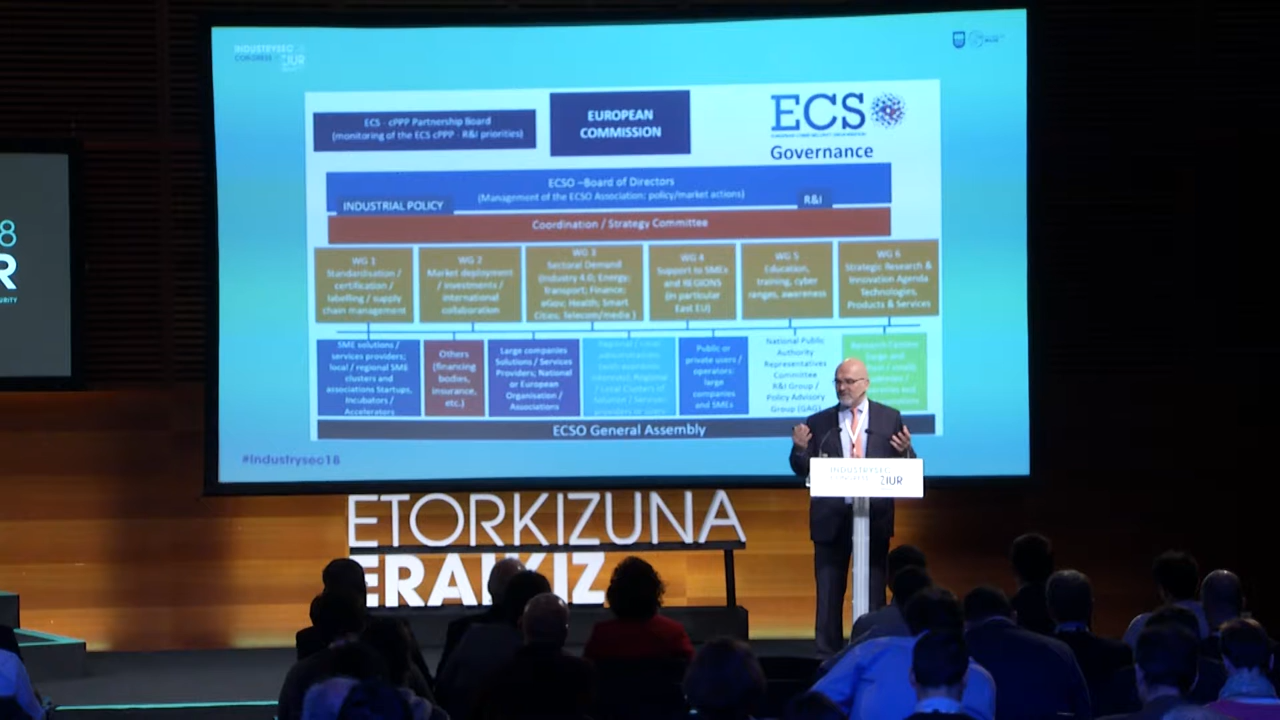 INDUSTRYSEC
CONGRESS
ZIUR
8
R
URITY
ECS - cPPP Partnership Board
(monitoring of the ECS cPPP - R&I priorities)
EUROPEAN
COMMISSION
ECS
Governance
ECSO –Board of Directors
(Management of the ECSO Association: policy/market actions)
INDUSTRIAL POLICY
R&I
Coordination / Strategy Committee
WG 1
Standardisation /
certification /
labelling / supply
chain management
WG 2
Market deployment
/ investments /
international
collaboration
WG 3
Sectoral Demand
(Industry 4.0; Energy;
Transport; Finance;
eGov; Health; Smart
Cities; Telecom/media )
WG 4
Support to SMEs
and REGIONS
(in particular
East EU)
WG 5
Education,
training, cyber
ranges, awareness
WG 6
Strategic Research &
Innovation Agenda
Technologies,
Products & Services
SME solutions /
services providers;
local / regional SME
clusters and
associations Startups,
Incubators /
Accelerators
Others
(financing
bodies,
insurance,
etc.)
Large companies
Solutions / Services
Providers; National
or European
Organisation /
Associations
Public or
private users /
operators:
large
companies
and SMEs
National Public
Authority
Representatives
Committee
R&I Group /
Policy Advisory
Group (GAG)
ECSO General Assembly
#Industrysec18
INDUSTRYSEC
ZIUR
ETORKIZUNA
ERAIKIZ